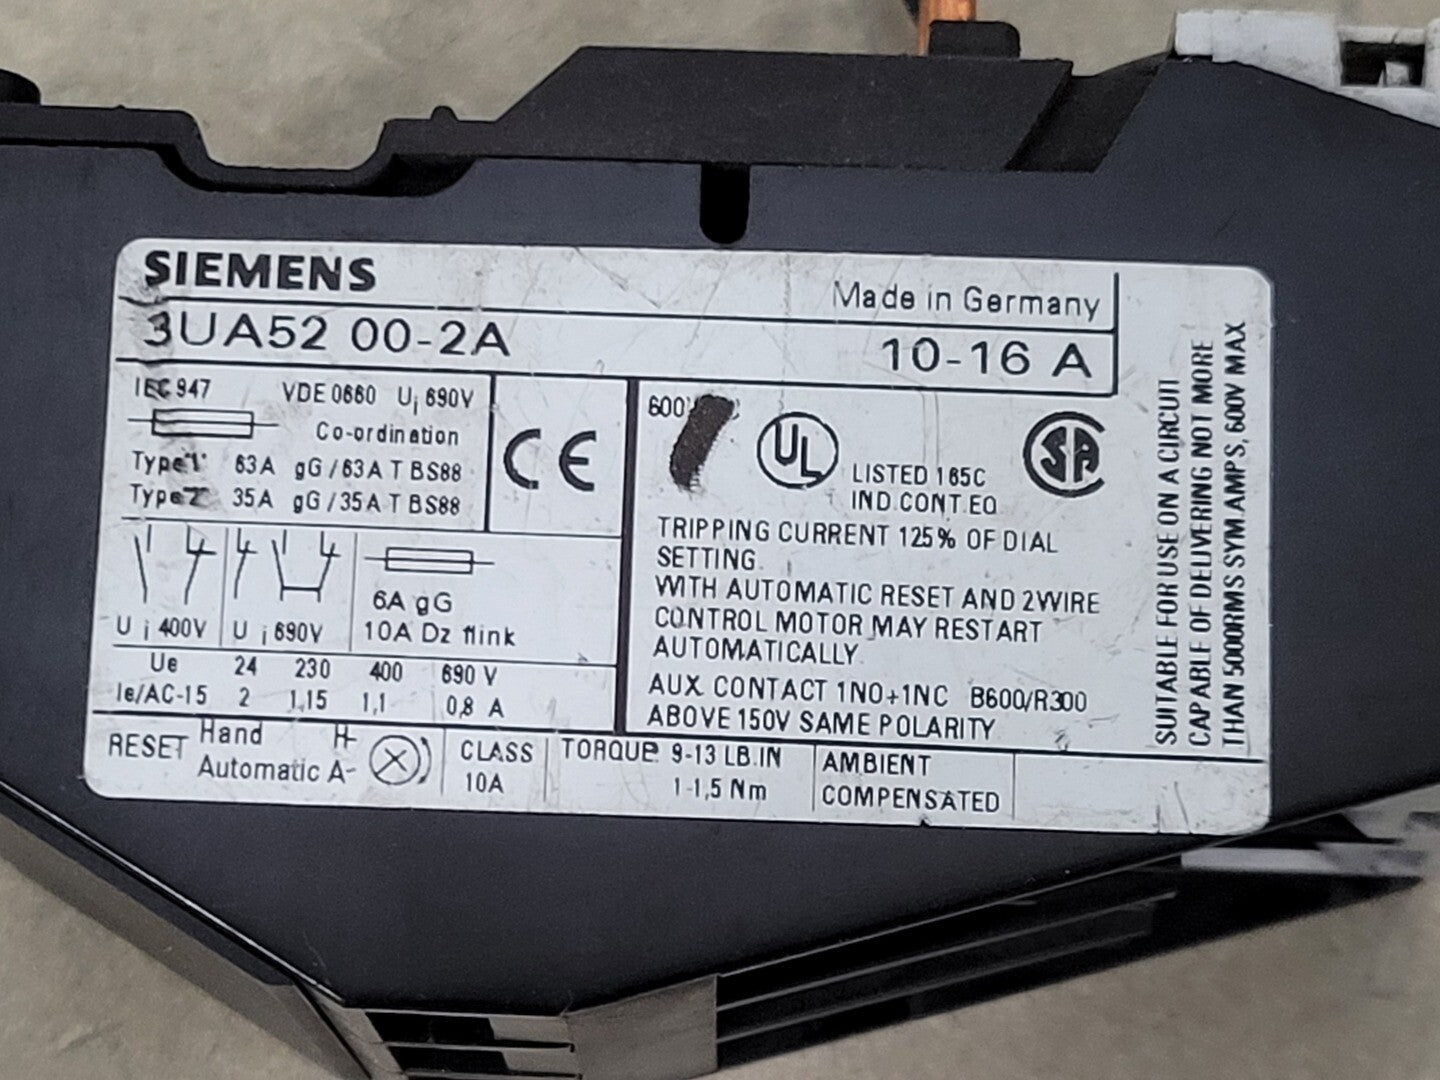 SIEMENS
Made in Germany
3UA52 00-2A
10-16 A
IEC 947 VDE 0660 Ui 690V
Co-ordination
Type 1 63A gG/63A T BS88
Type 2 35A gG/35A T BS88
CE
600
UL
LISTED 165C
IND.CONT.EQ
SA
TRIPPING CURRENT 125% OF DIAL
SETTING.
WITH AUTOMATIC RESET AND 2WIRE
CONTROL MOTOR MAY RESTART
AUTOMATICALLY.
AUX. CONTACT 1NO+1NC B600/R300
ABOVE 150V SAME POLARITY
Ui 400V Ui 690V
6A gG
10A Dz flink
Ue 24 230 400 690 V
Ie/AC-15 2 1,15 1,1 0,8 A
RESET Hand H-
Automatic A-
CLASS
10A
TORQUE 9-13 LB.IN
1-1,5 Nm
AMBIENT
COMPENSATED
SUITABLE FOR USE ON A CIRCUIT
CAPABLE OF DELIVERING NOT MORE
THAN 5000RMS SYM AMPS, 600V MAX